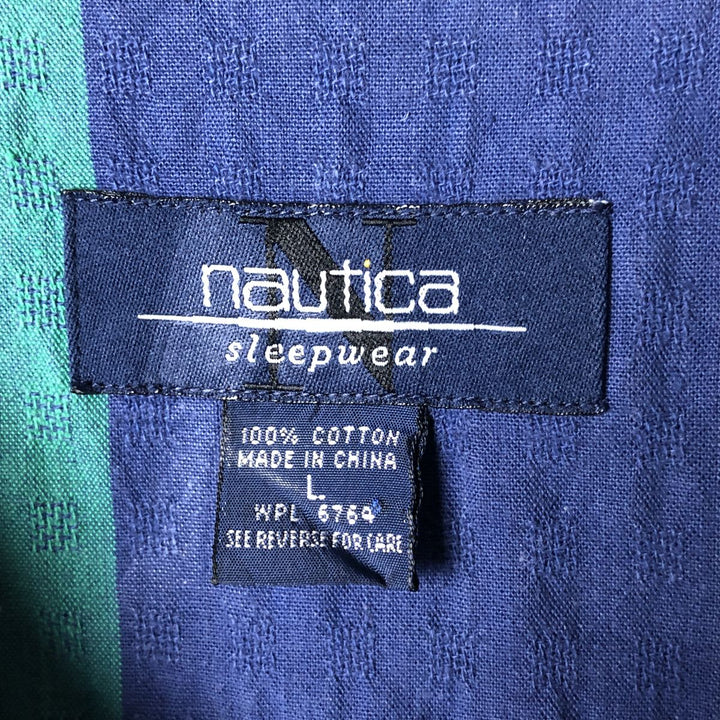 N
nautica
sleepwear
100% COTTON
MADE IN CHINA
L
WPL 6764
SEE REVERSE FOR CARE